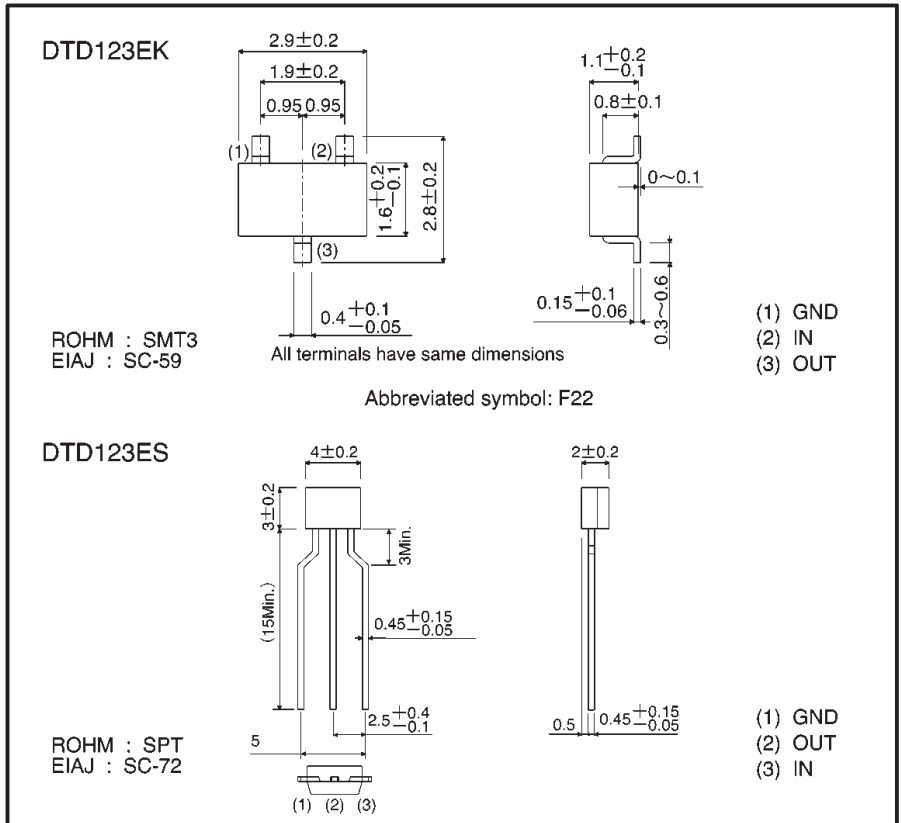 DTD123EK
2.9±0.2
1.9±0.2
0.95 0.95
(1) (2)
(3)
1.6 +0.2 −0.1
2.8±0.2
0.4 +0.1 −0.05
All terminals have same dimensions
1.1 +0.2 −0.1
0.8±0.1
0~0.1
0.15 +0.1 −0.06
0.3~0.6
ROHM : SMT3
EIAJ : SC-59
(1) GND
(2) IN
(3) OUT
Abbreviated symbol: F22
DTD123ES
4±0.2
3±0.2
(15Min.)
3Min.
0.45 +0.15 −0.05
2.5 +0.4 −0.1
5
(1) (2) (3)
2±0.2
0.5
0.45 +0.15 −0.05
ROHM : SPT
EIAJ : SC-72
(1) GND
(2) OUT
(3) IN